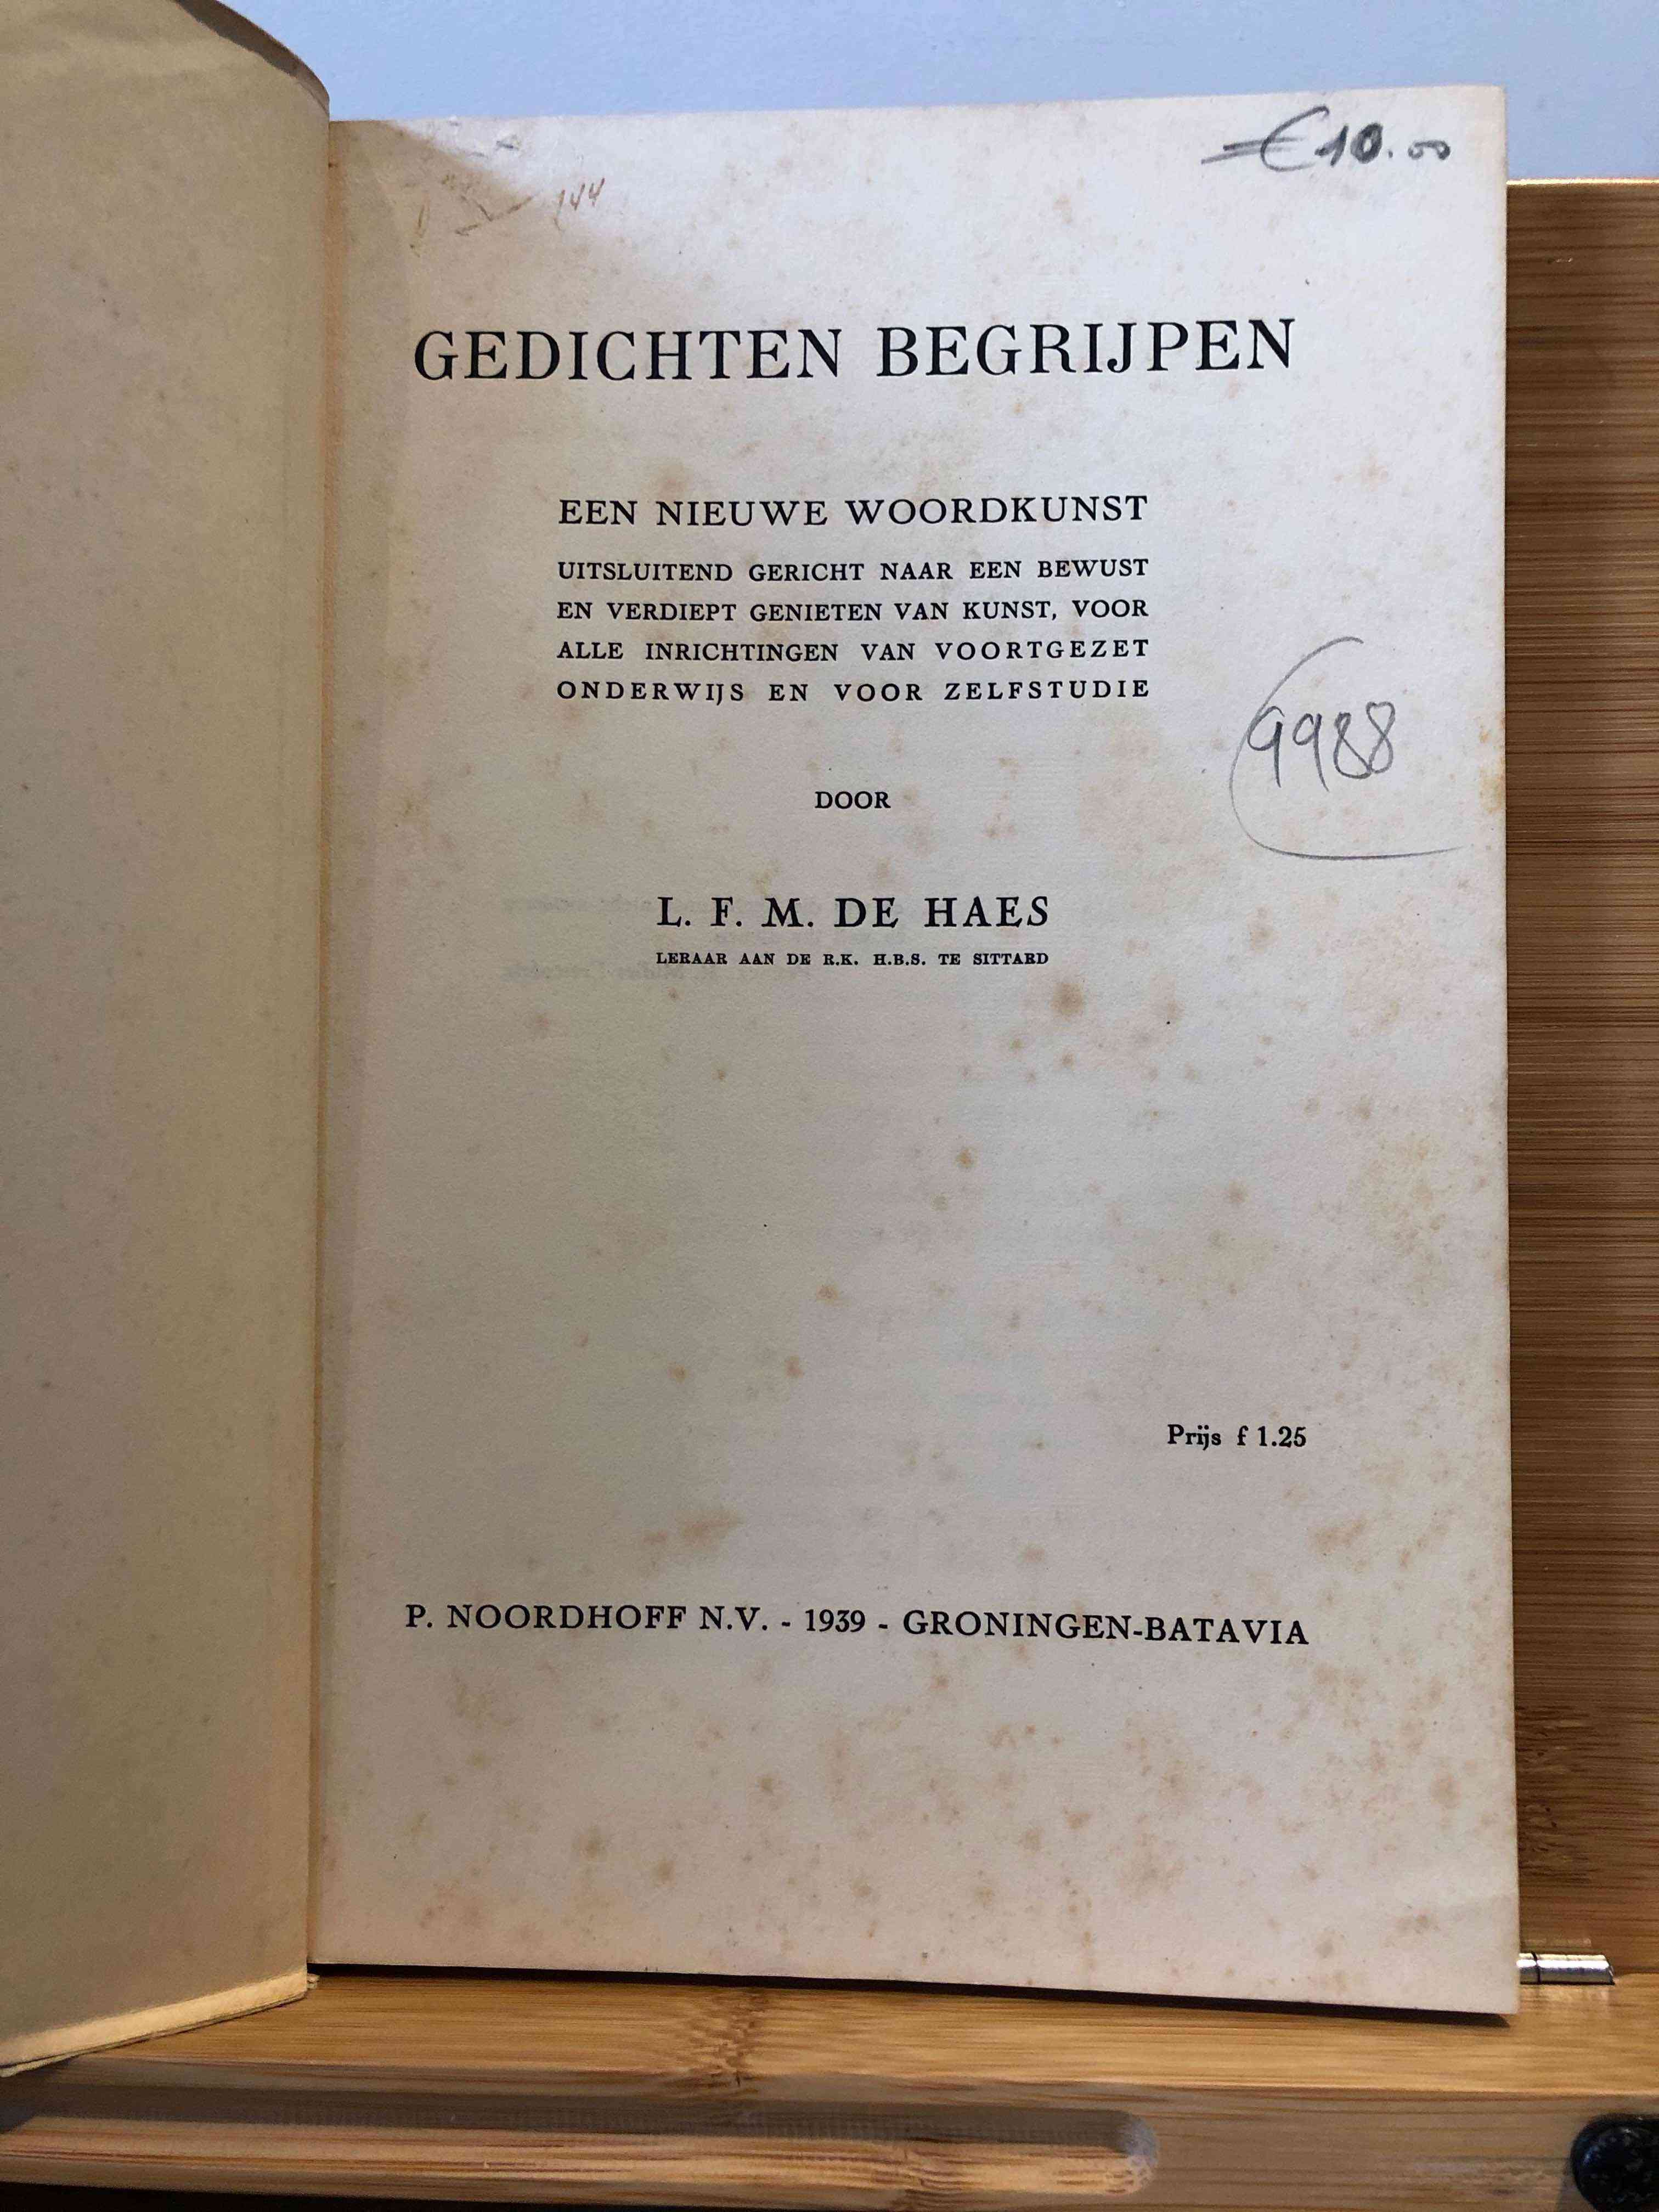 €10.00
144
GEDICHTEN BEGRIJPEN
EEN NIEUWE WOORDKUNST
UITSLUITEND GERICHT NAAR EEN BEWUST
EN VERDIEPT GENIETEN VAN KUNST, VOOR
ALLE INRICHTINGEN VAN VOORTGEZET
ONDERWIJS EN VOOR ZELFSTUDIE
9988
DOOR
L. F. M. DE HAES
LERAAR AAN DE R.K. H.B.S. TE SITTARD
Prijs f 1.25
P. NOORDHOFF N.V. - 1939 - GRONINGEN-BATAVIA